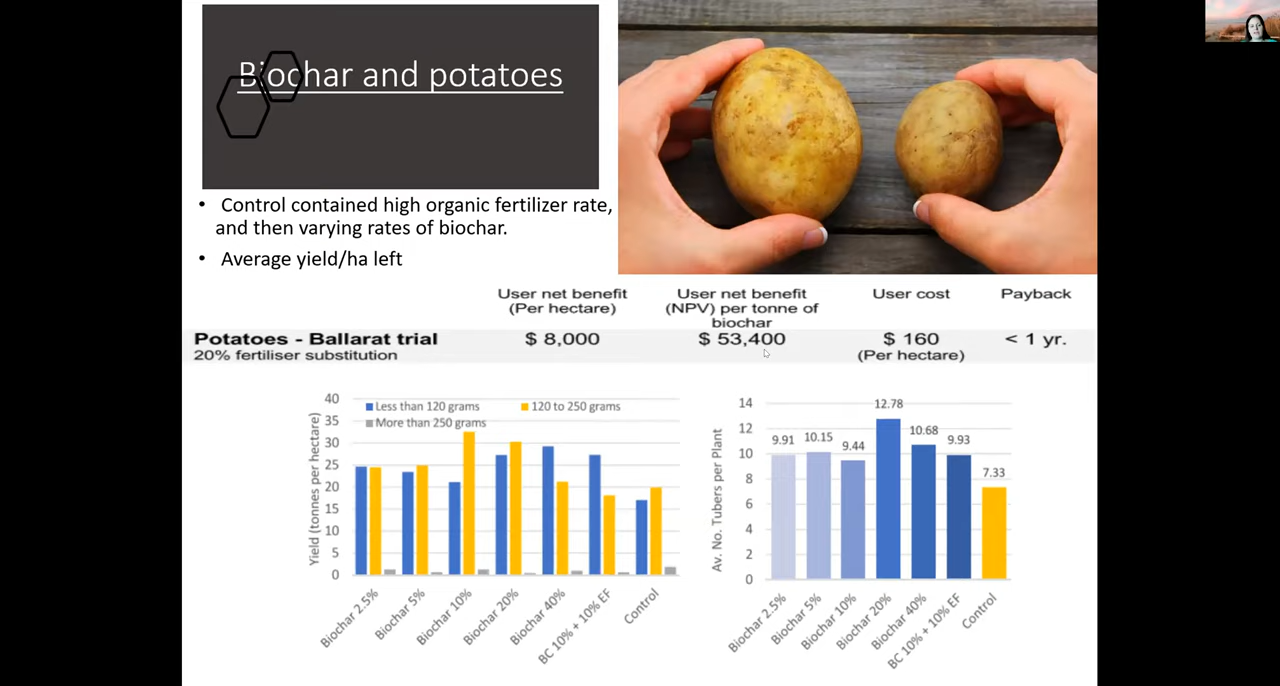 Biochar and potatoes
• Control contained high organic fertilizer rate,
and then varying rates of biochar.
• Average yield/ha left
User net benefit
(Per hectare)
User net benefit
(NPV) per tonne of
biochar
User cost
Payback
Potatoes - Ballarat trial
20% fertiliser substitution
$ 8,000
$ 53,400
$ 160
(Per hectare)
< 1 yr.
Yield (tonnes per hectare)
40
35
30
25
20
15
10
5
0
Less than 120 grams
120 to 250 grams
More than 250 grams
Biochar 2.5%
Biochar 5%
Biochar 10%
Biochar 20%
Biochar 40%
BC 10% + 10% EF
Control
Av. No. Tubers per Plant
14
12
10
8
6
4
2
0
9.91
10.15
9.44
12.78
10.68
9.93
7.33
Biochar 2.5%
Biochar 5%
Biochar 10%
Biochar 20%
Biochar 40%
BC 10% + 10% EF
Control